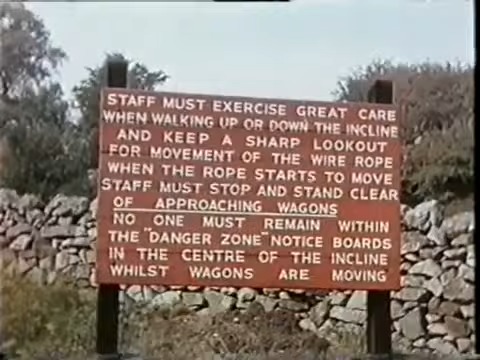 STAFF MUST EXERCISE GREAT CARE
WHEN WALKING UP OR DOWN THE INCLINE
AND KEEP A SHARP LOOKOUT
FOR MOVEMENT OF THE WIRE ROPE
WHEN THE ROPE STARTS TO MOVE
STAFF MUST STOP AND STAND CLEAR
OF APPROACHING WAGONS
NO ONE MUST REMAIN WITHIN
THE "DANGER ZONE" NOTICE BOARDS
IN THE CENTRE OF THE INCLINE
WHILST WAGONS ARE MOVING